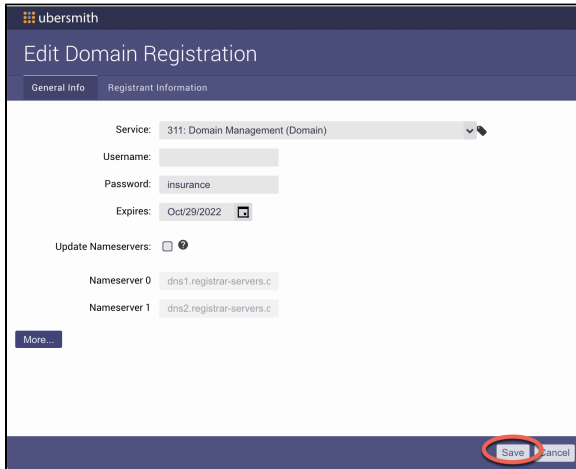 ubersmith
Edit Domain Registration
General Info Registrant Information
Service: 311: Domain Management (Domain)
Username:
Password: insurance
Expires: Oct/29/2022
Update Nameservers: ?
Nameserver 0 dns1.registrar-servers.c
Nameserver 1 dns2.registrar-servers.c
More...
Save Cancel